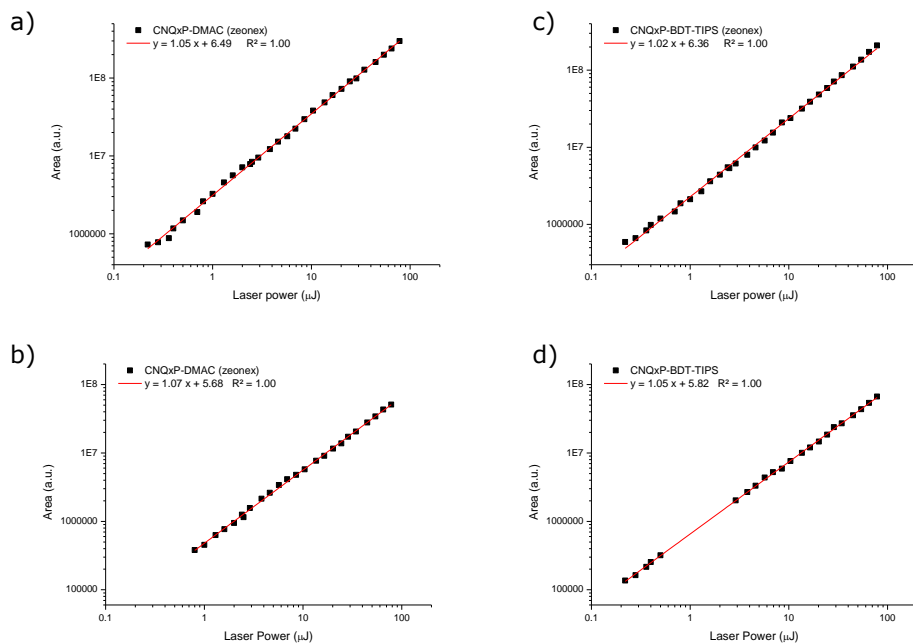 a)
CNQxP-DMAC (zeonex)
y = 1.05 x + 6.49 R² = 1.00
1E8
1E7
1000000
Area (a.u.)
0.1 1 10 100
Laser power (μJ)
c)
CNQxP-BDT-TIPS (zeonex)
y = 1.02 x + 6.36 R² = 1.00
1E8
1E7
1000000
Area (a.u.)
0.1 1 10 100
Laser power (μJ)
b)
CNQxP-DMAC (zeonex)
y = 1.07 x + 5.68 R² = 1.00
1E8
1E7
1000000
100000
Area (a.u.)
0.1 1 10 100
Laser Power (μJ)
d)
CNQxP-BDT-TIPS
y = 1.05 x + 5.82 R² = 1.00
1E8
1E7
1000000
100000
Area (a.u.)
0.1 1 10 100
Laser Power (μJ)